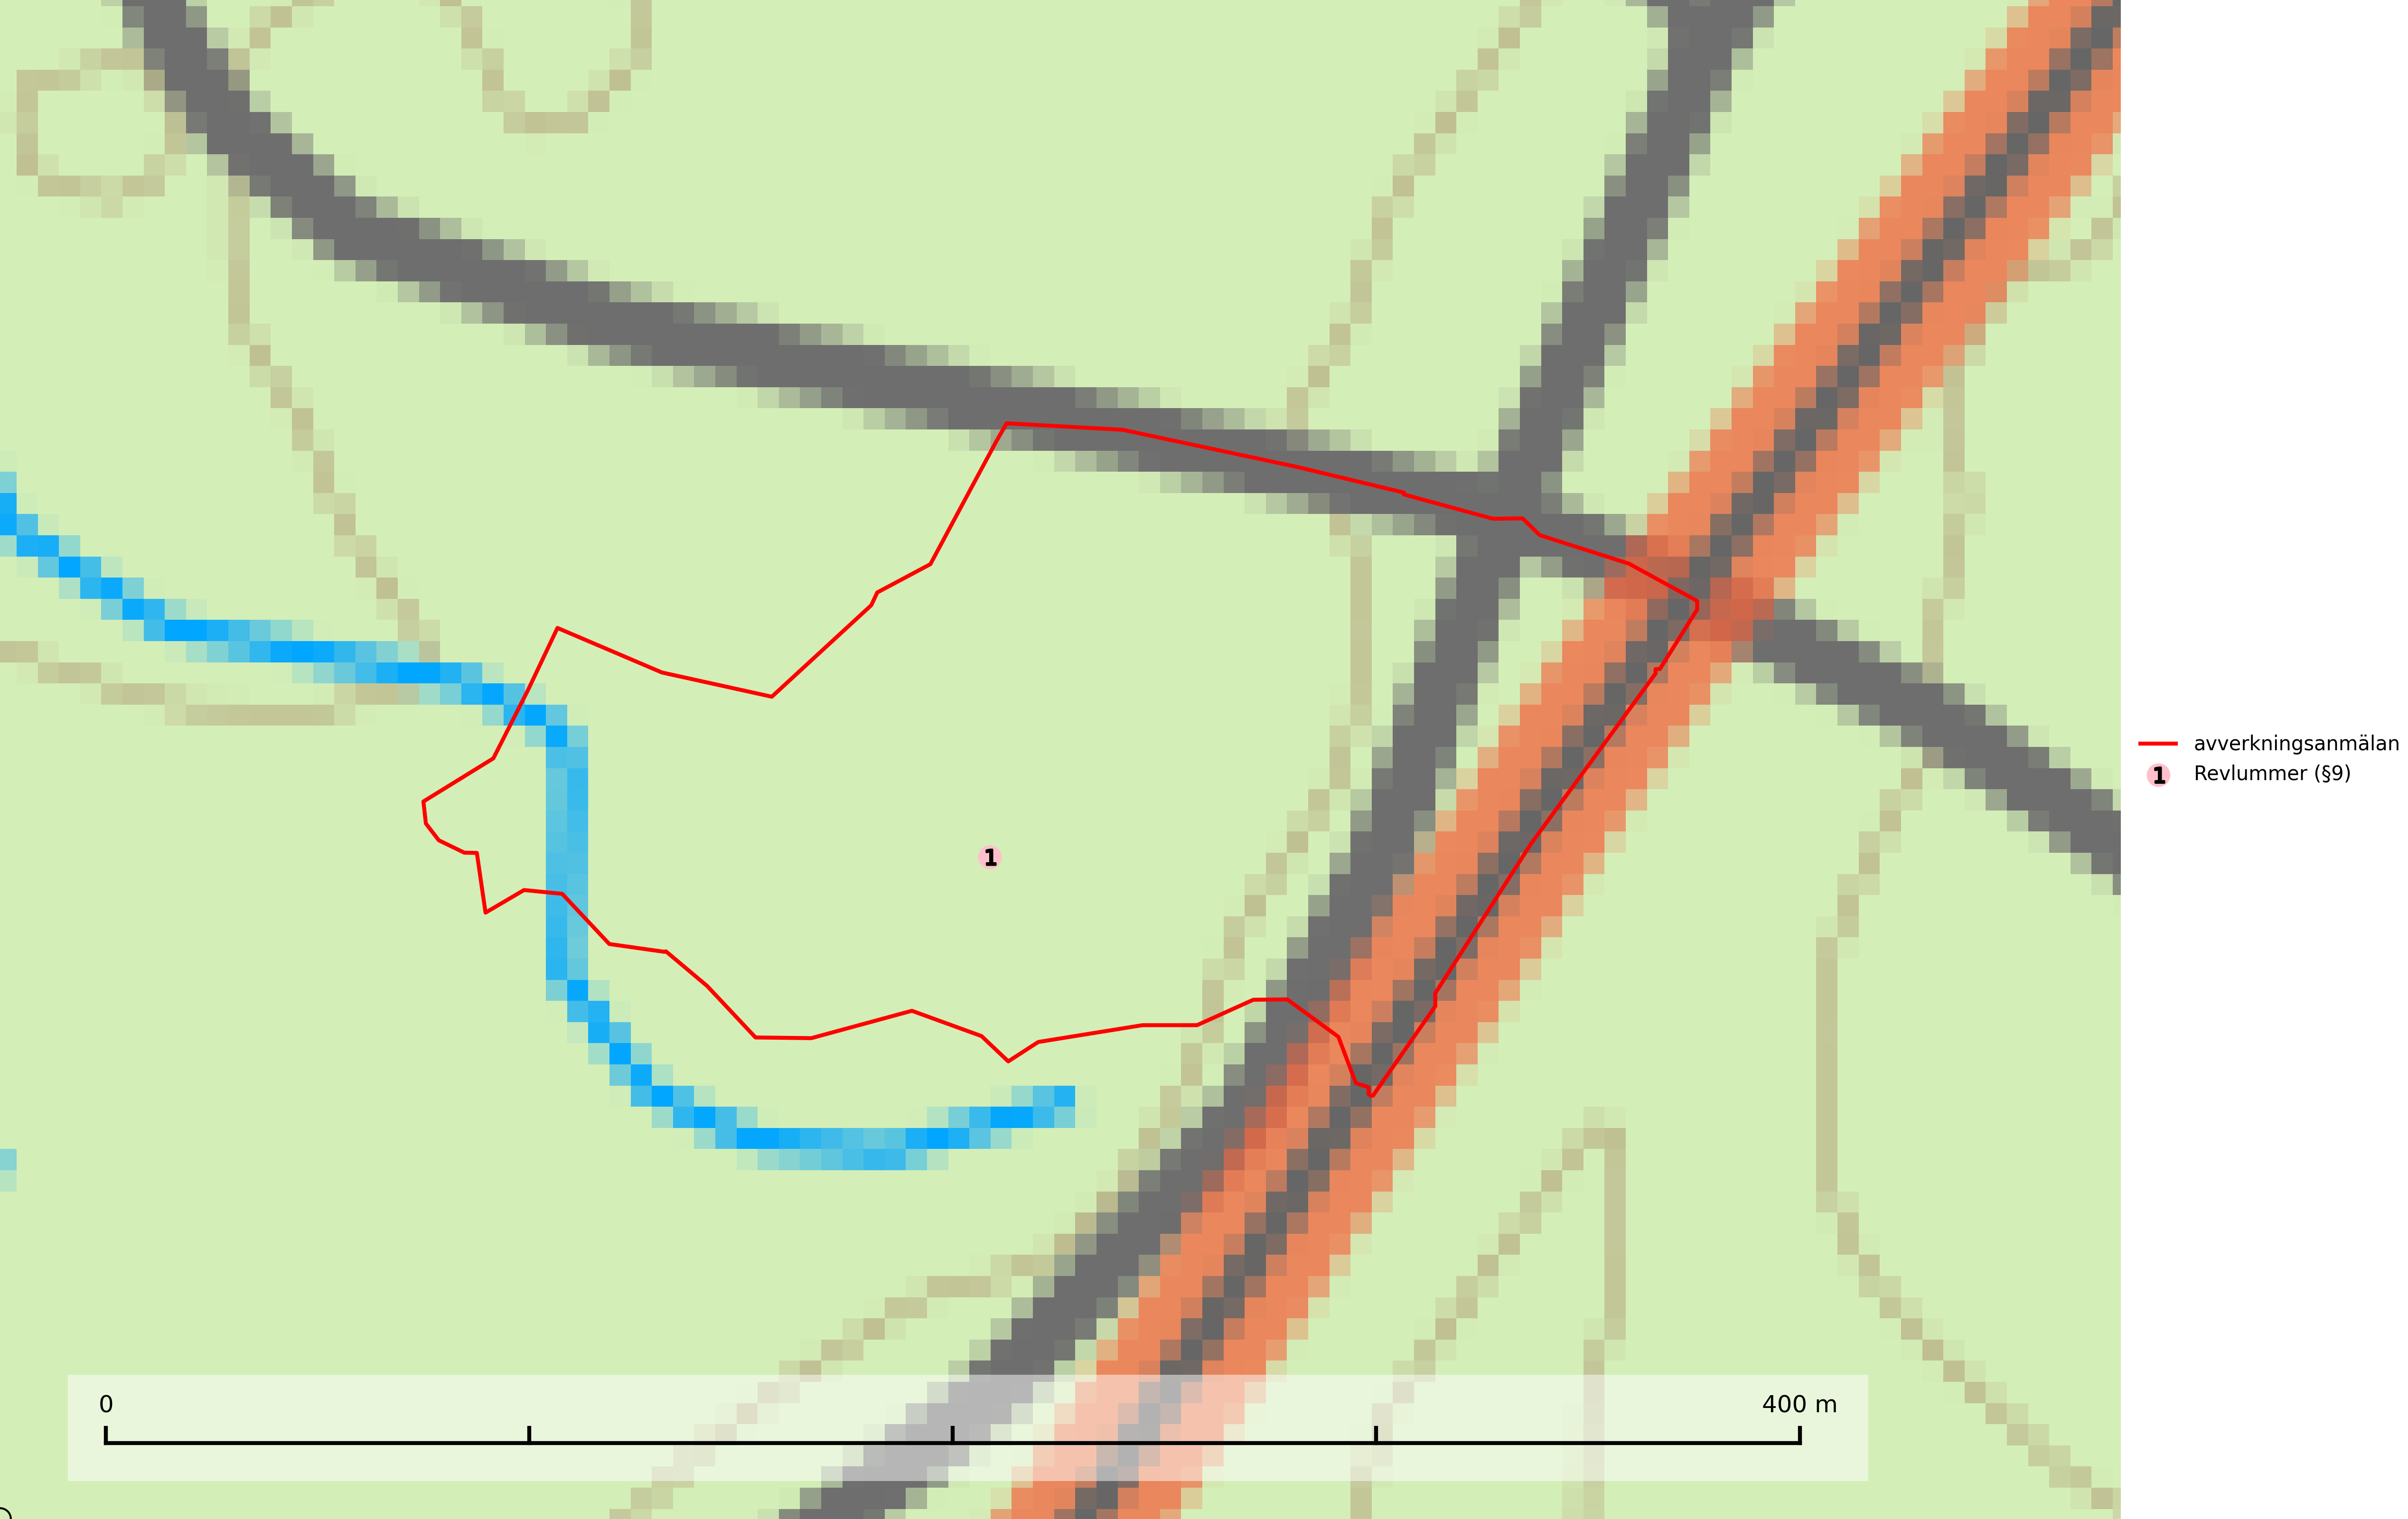 avverkningsanmälan
1 Revlummer (§9)
1
0 400 m